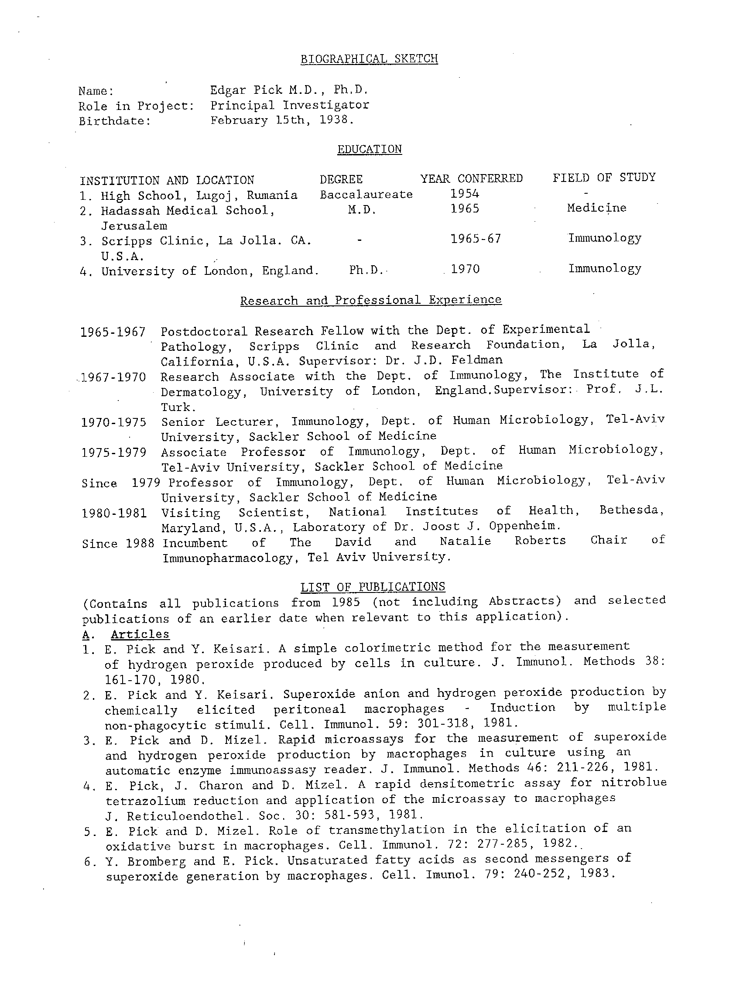 BIOGRAPHICAL SKETCH
Name: Edgar Pick M.D., Ph.D.
Role in Project: Principal Investigator
Birthdate: February 15th, 1938.
EDUCATION
INSTITUTION AND LOCATION DEGREE YEAR CONFERRED FIELD OF STUDY
1. High School, Lugoj, Rumania Baccalaureate 1954 -
2. Hadassah Medical School, M.D. 1965 Medicine
Jerusalem
3. Scripps Clinic, La Jolla. CA. - 1965-67 Immunology
U.S.A.
4. University of London, England. Ph.D. 1970 Immunology
Research and Professional Experience
1965-1967 Postdoctoral Research Fellow with the Dept. of Experimental
Pathology, Scripps Clinic and Research Foundation, La Jolla,
California, U.S.A. Supervisor: Dr. J.D. Feldman
1967-1970 Research Associate with the Dept. of Immunology, The Institute of
Dermatology, University of London, England.Supervisor: Prof. J.L.
Turk.
1970-1975 Senior Lecturer, Immunology, Dept. of Human Microbiology, Tel-Aviv
University, Sackler School of Medicine
1975-1979 Associate Professor of Immunology, Dept. of Human Microbiology,
Tel-Aviv University, Sackler School of Medicine
Since 1979 Professor of Immunology, Dept. of Human Microbiology, Tel-Aviv
University, Sackler School of Medicine
1980-1981 Visiting Scientist, National Institutes of Health, Bethesda,
Maryland, U.S.A., Laboratory of Dr. Joost J. Oppenheim.
Since 1988 Incumbent of The David and Natalie Roberts Chair of
Immunopharmacology, Tel Aviv University.
LIST OF PUBLICATIONS
(Contains all publications from 1985 (not including Abstracts) and selected
publications of an earlier date when relevant to this application).
A. Articles
1. E. Pick and Y. Keisari. A simple colorimetric method for the measurement
of hydrogen peroxide produced by cells in culture. J. Immunol. Methods 38:
161-170, 1980.
2. E. Pick and Y. Keisari. Superoxide anion and hydrogen peroxide production by
chemically elicited peritoneal macrophages - Induction by multiple
non-phagocytic stimuli. Cell. Immunol. 59: 301-318, 1981.
3. E. Pick and D. Mizel. Rapid microassays for the measurement of superoxide
and hydrogen peroxide production by macrophages in culture using an
automatic enzyme immunoassasy reader. J. Immunol. Methods 46: 211-226, 1981.
4. E. Pick, J. Charon and D. Mizel. A rapid densitometric assay for nitroblue
tetrazolium reduction and application of the microassay to macrophages
J. Reticuloendothel. Soc. 30: 581-593, 1981.
5. E. Pick and D. Mizel. Role of transmethylation in the elicitation of an
oxidative burst in macrophages. Cell. Immunol. 72: 277-285, 1982.
6. Y. Bromberg and E. Pick. Unsaturated fatty acids as second messengers of
superoxide generation by macrophages. Cell. Imunol. 79: 240-252, 1983.